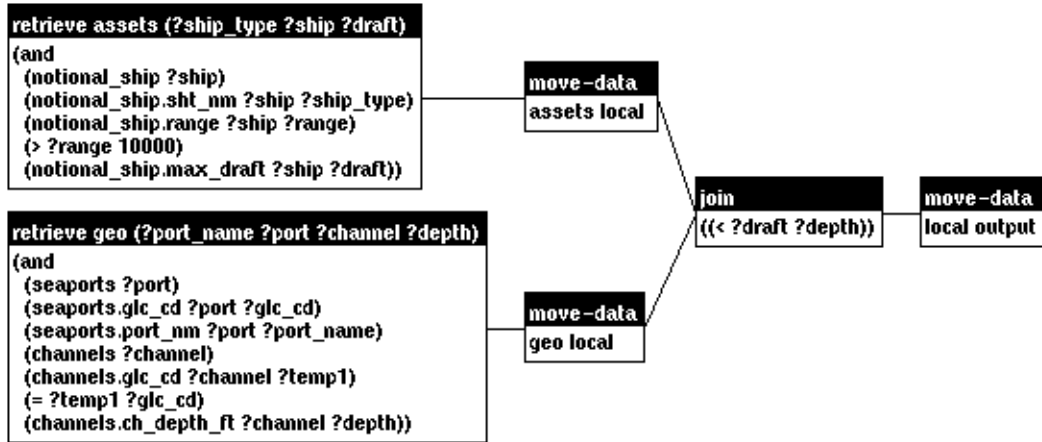 retrieve assets (?ship_type ?ship ?draft)
(and
(notional_ship ?ship)
(notional_ship.sht_nm ?ship ?ship_type)
(notional_ship.range ?ship ?range)
(> ?range 10000)
(notional_ship.max_draft ?ship ?draft))
move-data
assets local
retrieve geo (?port_name ?port ?channel ?depth)
(and
(seaports ?port)
(seaports.glc_cd ?port ?glc_cd)
(seaports.port_nm ?port ?port_name)
(channels ?channel)
(channels.glc_cd ?channel ?temp1)
(= ?temp1 ?glc_cd)
(channels.ch_depth_ft ?channel ?depth))
move-data
geo local
join
((< ?draft ?depth))
move-data
local output